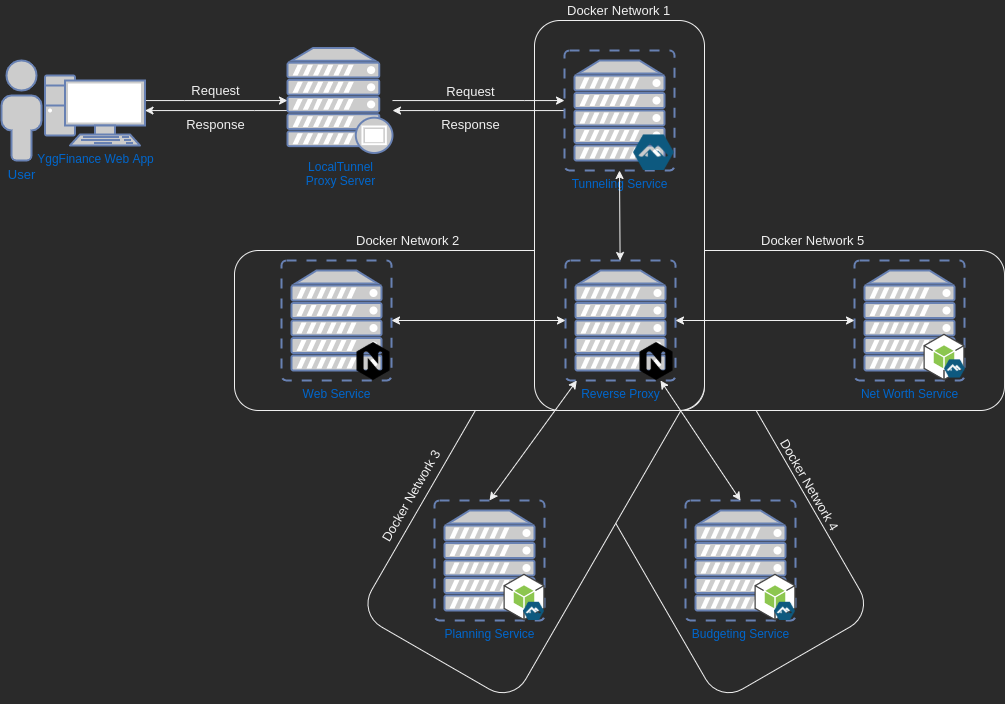 Docker Network 1
Request
Response
Request
Response
User
YggFinance Web App
LocalTunnel
Proxy Server
Tunneling Service
Docker Network 2
Docker Network 5
N
N
Web Service
Reverse Proxy
Net Worth Service
Docker Network 3
Docker Network 4
Planning Service
Budgeting Service